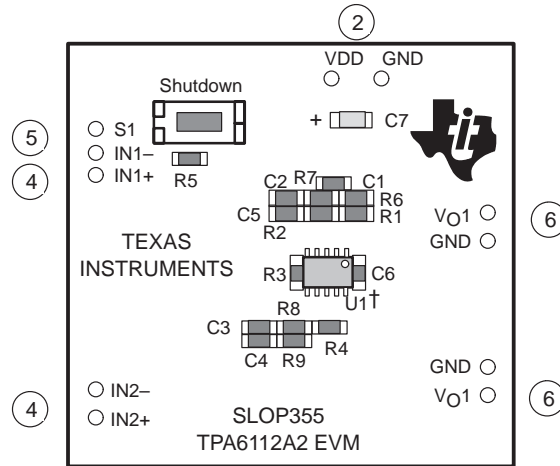 2
VDD GND
Shutdown
+ C7
5 S1
IN1–
4 IN1+
R5
R7
C2 C1
R6
C5 R1
R2
VO1 6
GND
TEXAS
INSTRUMENTS
R3 C6
U1†
R8
C3
R4
C4 R9
GND
4 IN2–
VO1 6
IN2+
SLOP355
TPA6112A2 EVM